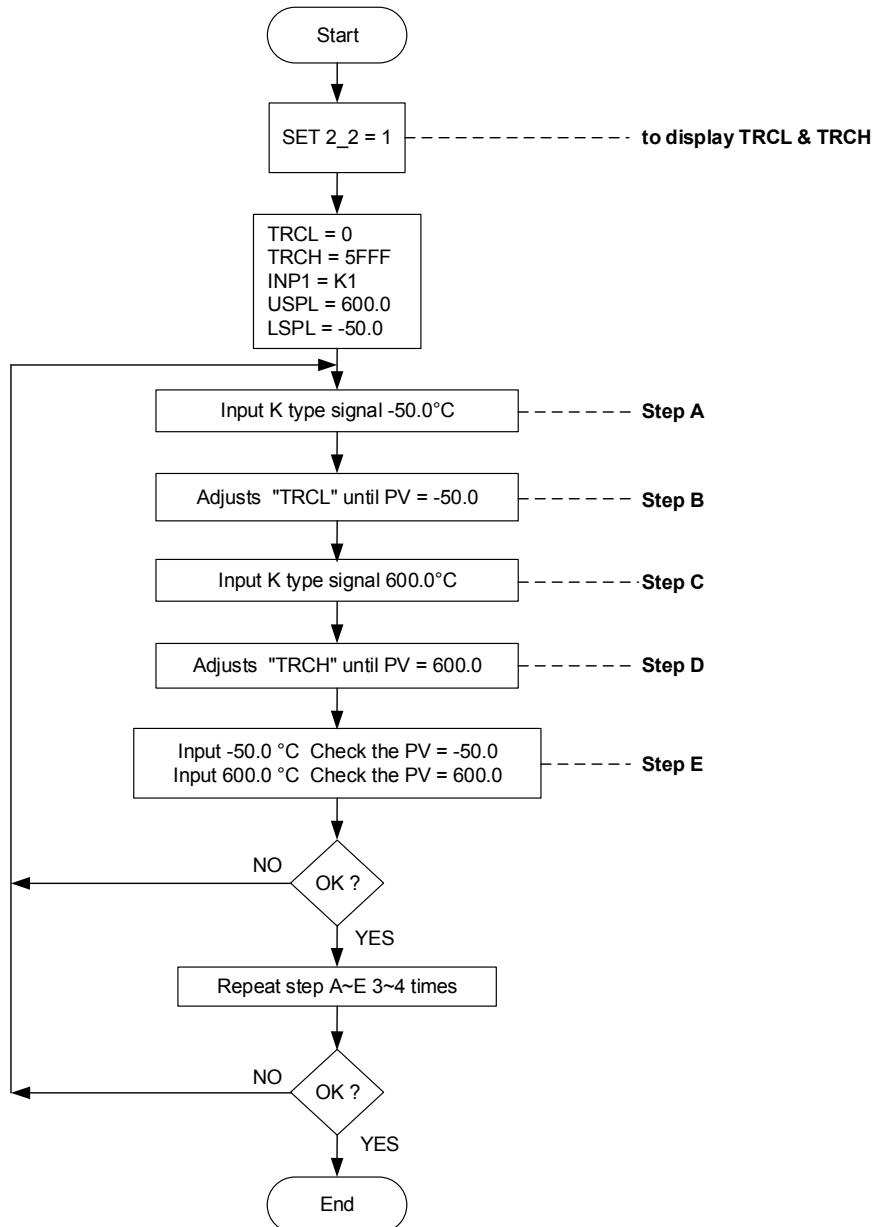 Start
SET 2_2 = 1
to display TRCL & TRCH
TRCL = 0
TRCH = 5FFF
INP1 = K1
USPL = 600.0
LSPL = -50.0
Input K type signal -50.0°C
Step A
Adjusts "TRCL" until PV = -50.0
Step B
Input K type signal 600.0°C
Step C
Adjusts "TRCH" until PV = 600.0
Step D
Input -50.0 °C Check the PV = -50.0
Input 600.0 °C Check the PV = 600.0
Step E
NO
OK ?
YES
Repeat step A~E 3~4 times
NO
OK ?
YES
End